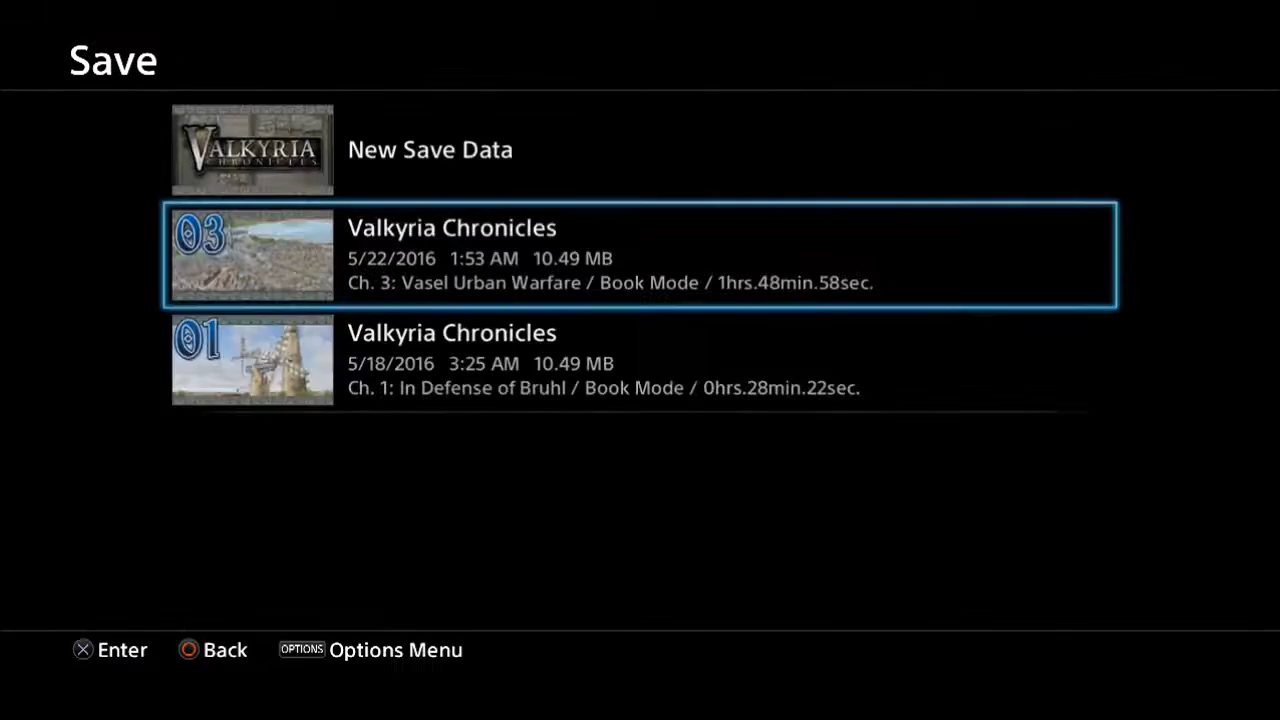 Save
VALKYRIA
CHRONICLES
New Save Data
03
Valkyria Chronicles
5/22/2016 1:53 AM 10.49 MB
Ch. 3: Vasel Urban Warfare / Book Mode / 1hrs.48min.58sec.
01
Valkyria Chronicles
5/18/2016 3:25 AM 10.49 MB
Ch. 1: In Defense of Bruhl / Book Mode / 0hrs.28min.22sec.
Enter Back OPTIONS Options Menu